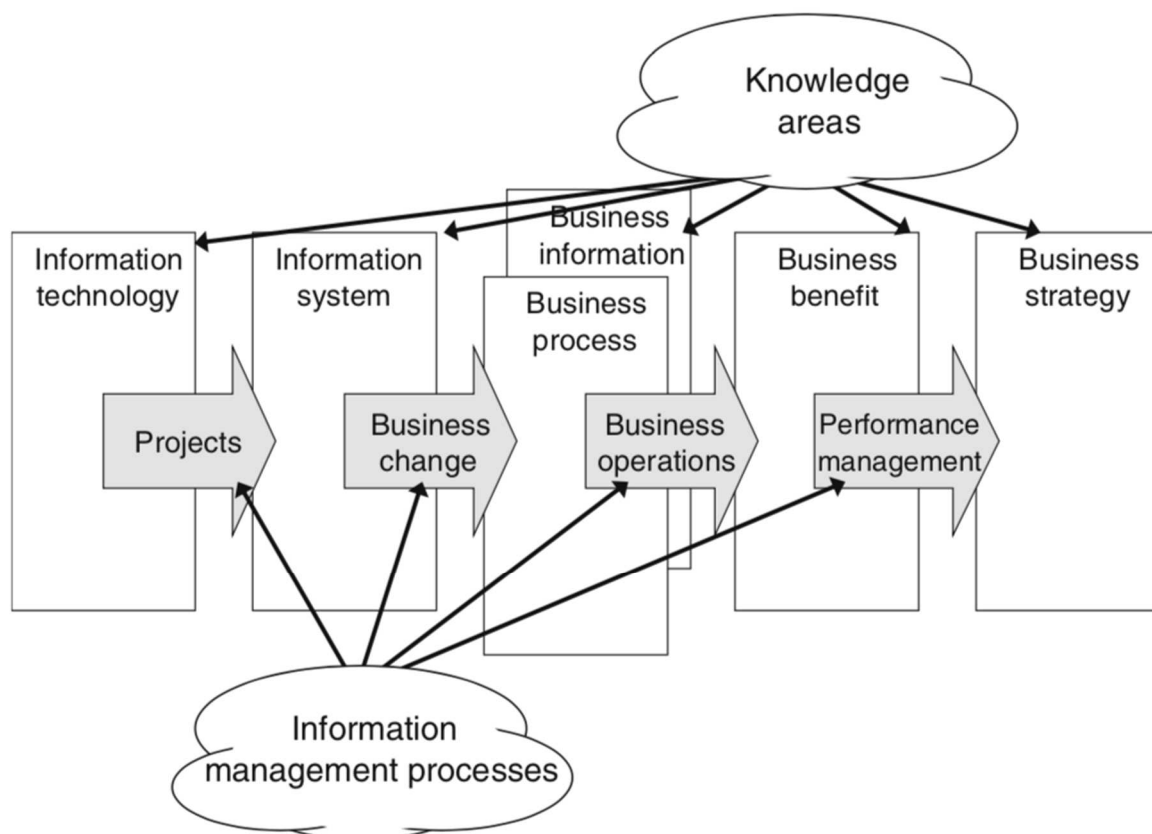 Knowledge
areas
Information
technology
Information
system
Business
information
Business
process
Business
benefit
Business
strategy
Projects
Business
change
Business
operations
Performance
management
Information
management processes